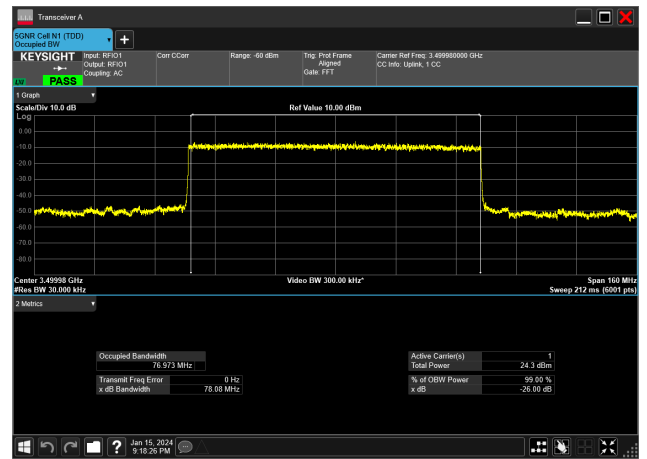 Transceiver A
5GNR Cell N1 (TDD)
Occupied BW
+
KEYSIGHT
LW
PASS
Input: RFIO1
Output: RFIO1
Coupling: AC
Corr CCorr
Range: -60 dBm
Trig: Prot Frame
Aligned
Gate: FFT
Carrier Ref Freq: 3.499980000 GHz
CC Info: Uplink, 1 CC
1 Graph
Scale/Div 10.0 dB
Ref Value 10.00 dBm
Log
0.00
-10.0
-20.0
-30.0
-40.0
-50.0
-60.0
-70.0
-80.0
Center 3.49998 GHz
Video BW 300.00 kHz*
Span 160 MHz
#Res BW 30.000 kHz
Sweep 212 ms (6001 pts)
2 Metrics
Occupied Bandwidth
76.973 MHz
Transmit Freq Error 0 Hz
x dB Bandwidth 78.08 MHz
Active Carrier(s) 1
Total Power 24.3 dBm
% of OBW Power 99.00 %
x dB -26.00 dB
?
Jan 15, 2024
9:18:26 PM